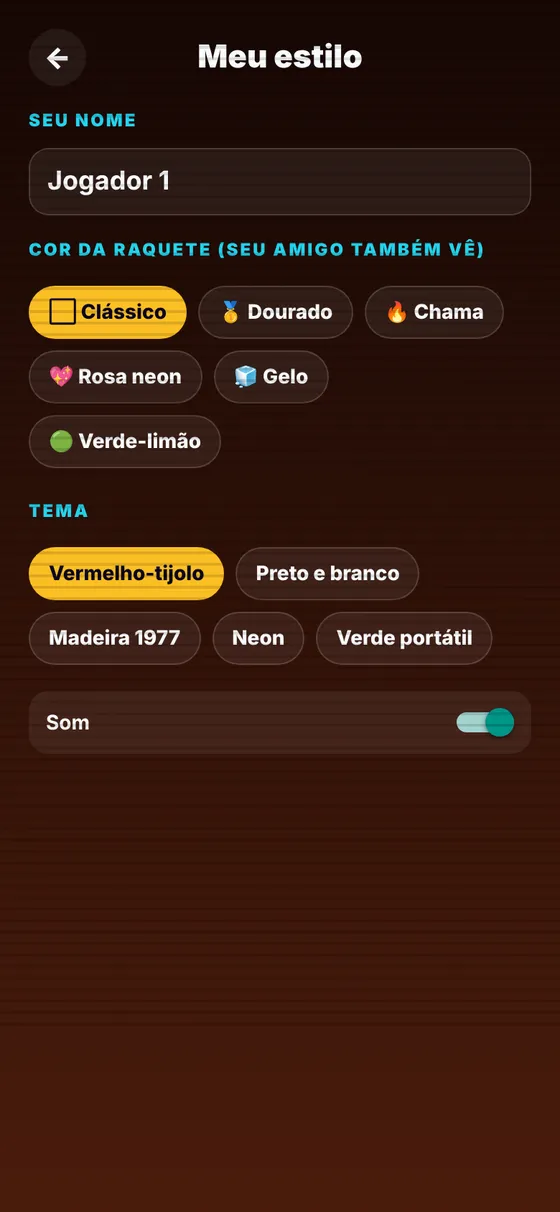 Meu estilo
SEU NOME
Jogador 1
COR DA RAQUETE (SEU AMIGO TAMBÉM VÊ)
Clássico
🥇 Dourado
🔥 Chama
💖 Rosa neon
🧊 Gelo
🟢 Verde-limão
TEMA
Vermelho-tijolo
Preto e branco
Madeira 1977
Neon
Verde portátil
Som